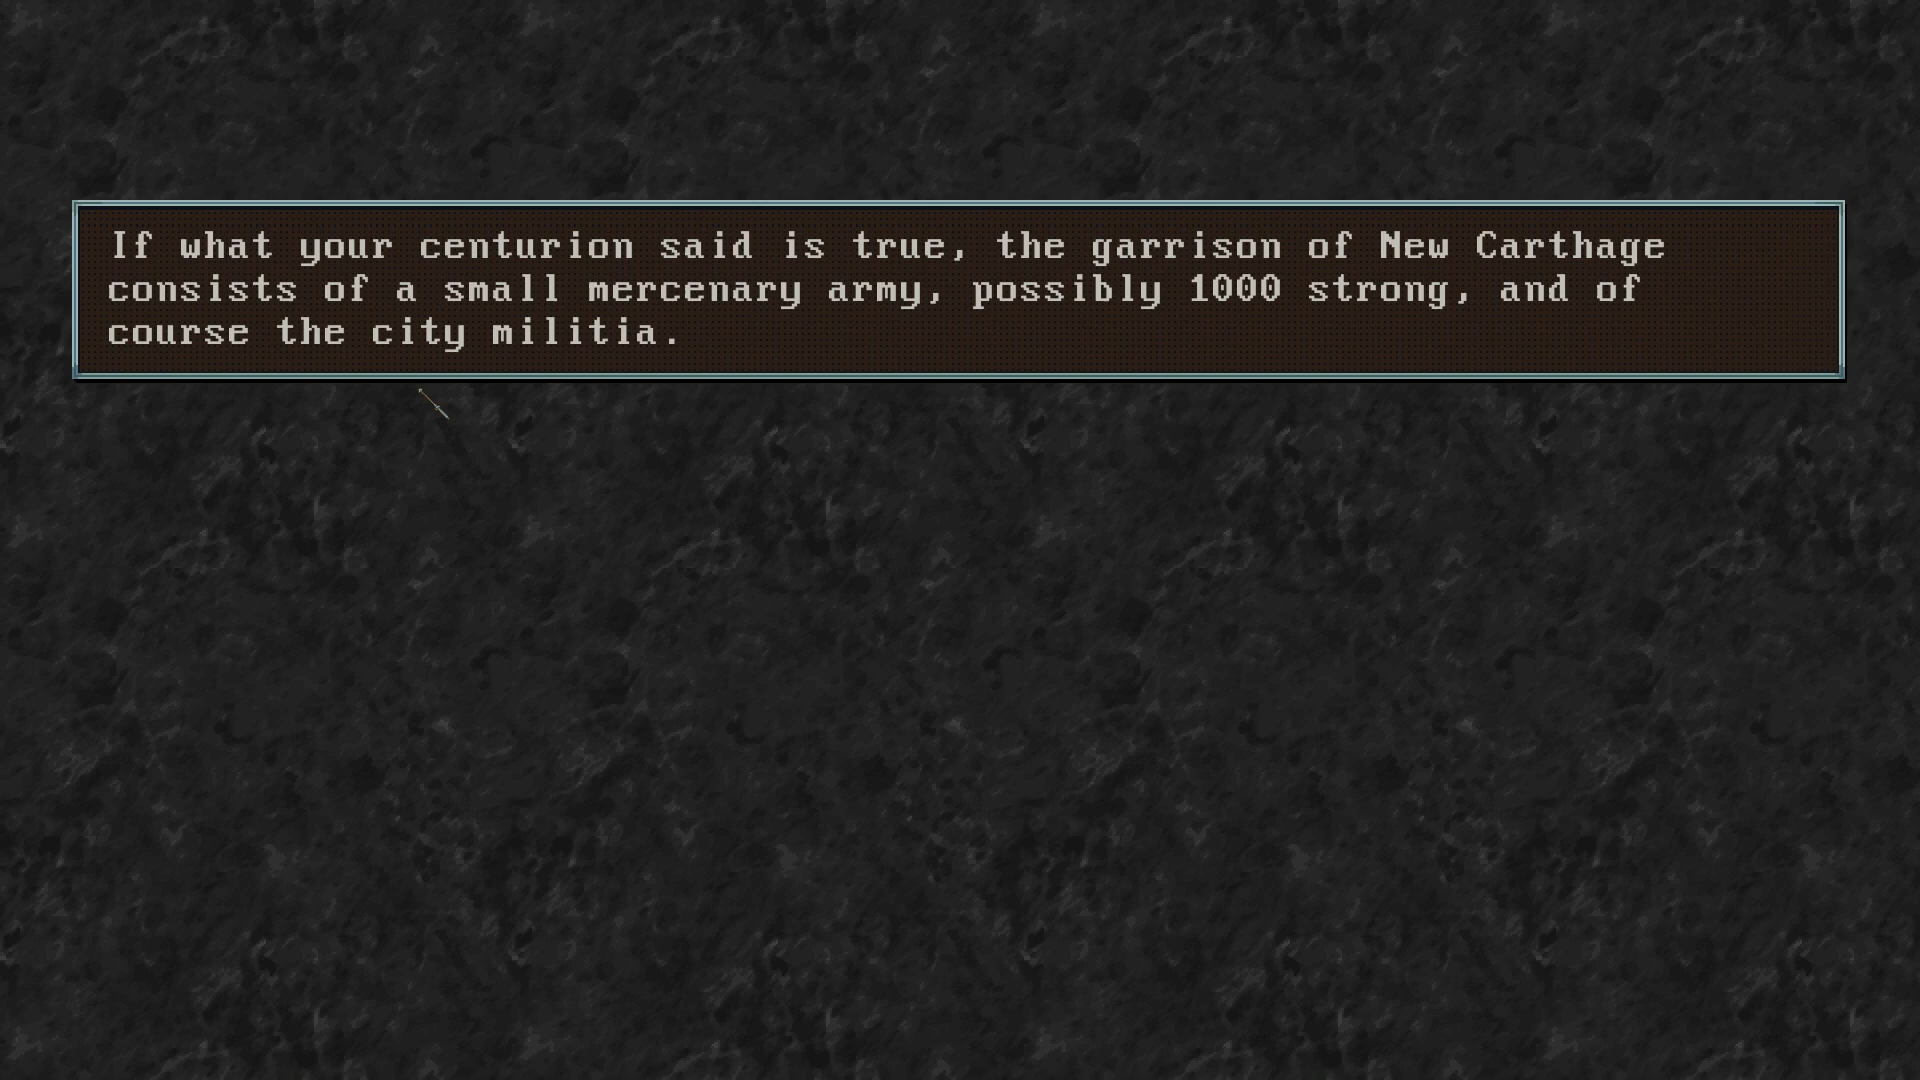 If what your centurion said is true, the garrison of New Carthage
consists of a small mercenary army, possibly 1000 strong, and of
course the city militia.